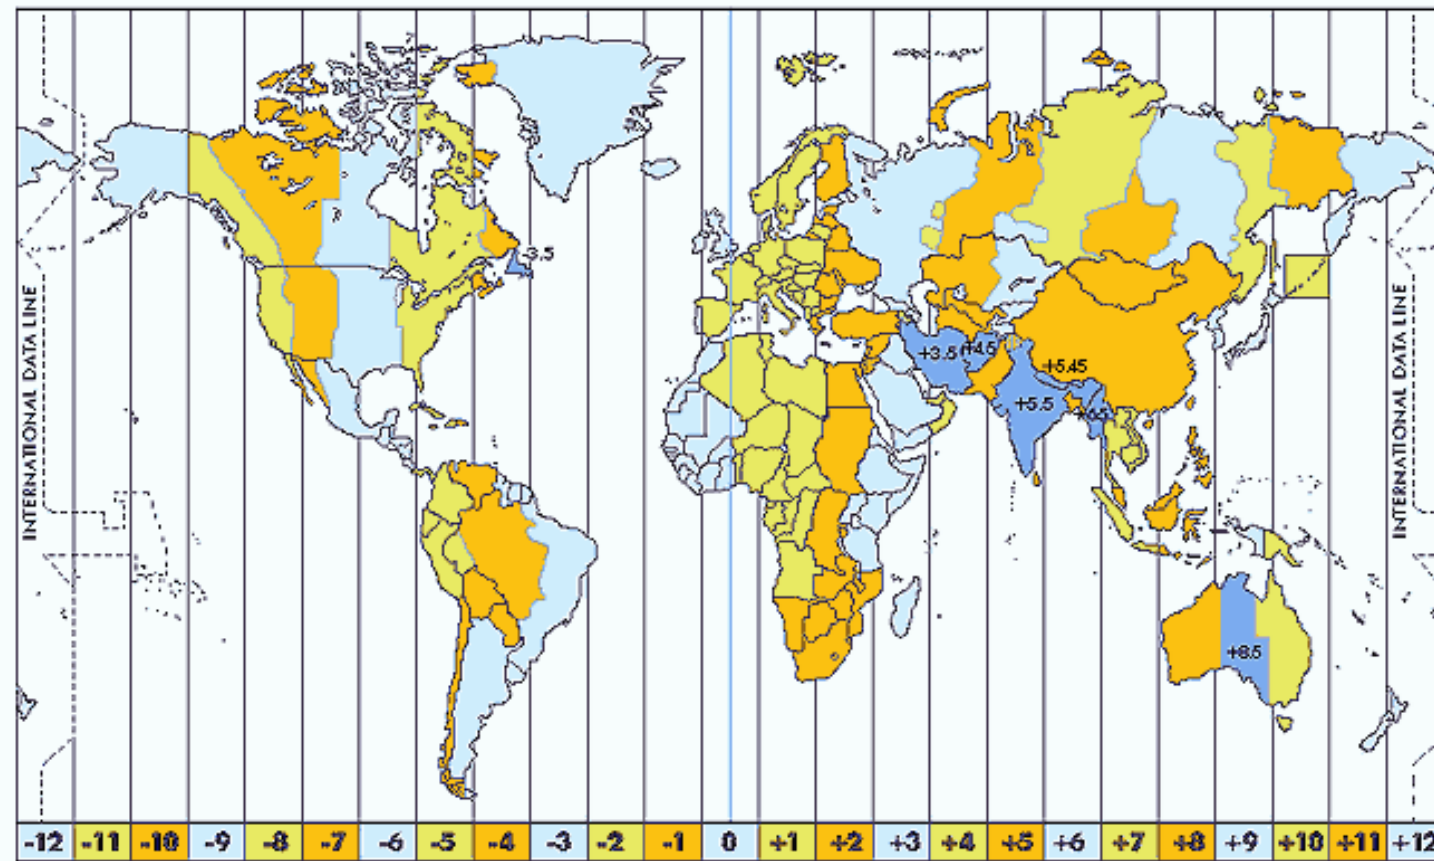 -3.5
+3.5
+4.5
+5.45
+5.5
+6.5
+8.5
INTERNATIONAL DATA LINE
INTERNATIONAL DATA LINE
-12 -11 -10 -9 -8 -7 -6 -5 -4 -3 -2 -1 0 +1 +2 +3 +4 +5 +6 +7 +8 +9 +10 +11 +12